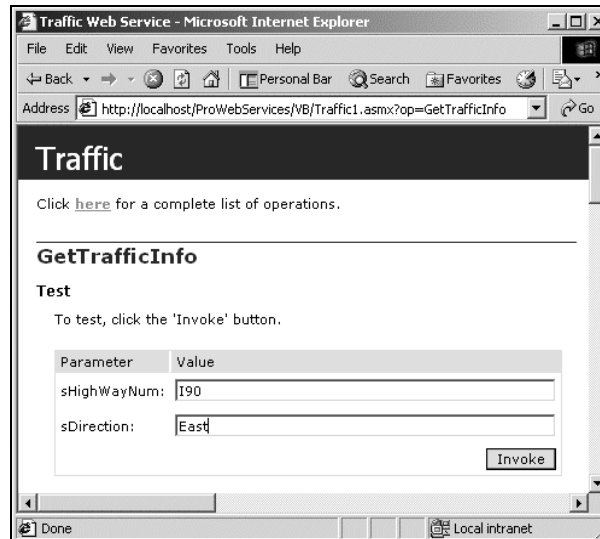 Traffic Web Service - Microsoft Internet Explorer
File Edit View Favorites Tools Help
Back Personal Bar Search Favorites
Address http://localhost/ProWebServices/VB/Traffic1.asmx?op=GetTrafficInfo Go
Traffic
Click here for a complete list of operations.
GetTrafficInfo
Test
To test, click the 'Invoke' button.
Parameter Value
sHighWayNum: I90
sDirection: East
Invoke
Done Local intranet